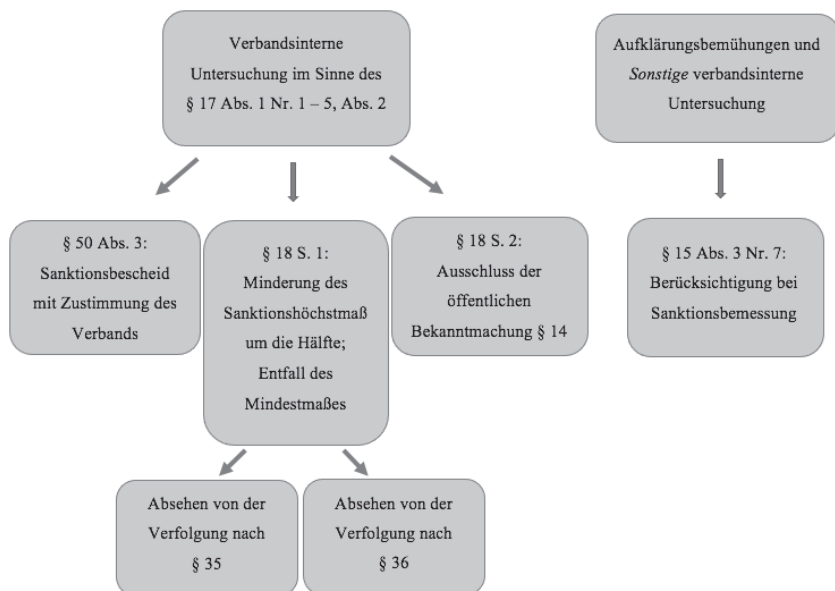 Verbandsinterne
Untersuchung im Sinne des
§ 17 Abs. 1 Nr. 1 – 5, Abs. 2
Aufklärungsbemühungen und
Sonstige verbandsinterne
Untersuchung
§ 50 Abs. 3:
Sanktionsbescheid
mit Zustimmung des
Verbands
§ 18 S. 1:
Minderung des
Sanktionshöchstmaß
um die Hälfte;
Entfall des
Mindestmaßes
§ 18 S. 2:
Ausschluss der
öffentlichen
Bekanntmachung § 14
§ 15 Abs. 3 Nr. 7:
Berücksichtigung bei
Sanktionsbemessung
Absehen von der
Verfolgung nach
§ 35
Absehen von der
Verfolgung nach
§ 36